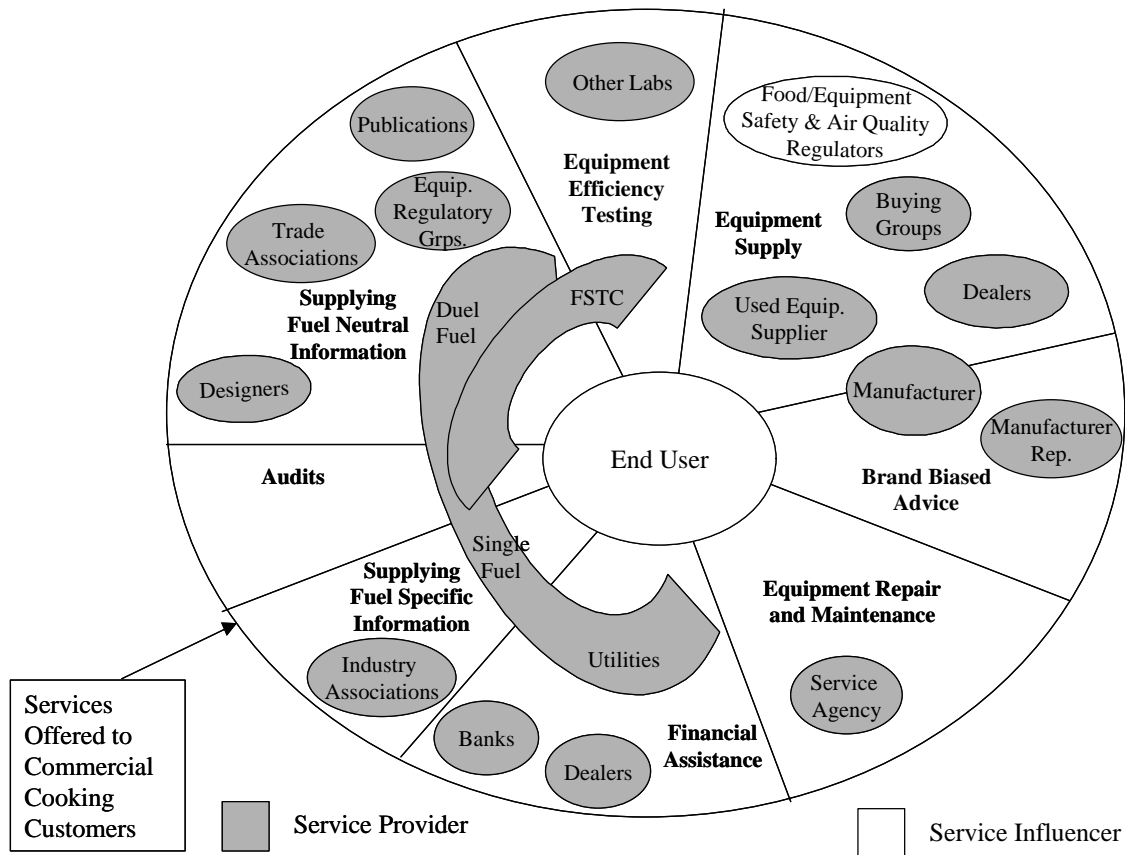 Other Labs
Food/Equipment
Safety & Air Quality
Regulators
Publications
Equip.
Regulatory
Grps.
Equipment
Efficiency
Testing
Buying
Groups
Trade
Associations
Equipment
Supply
Dealers
Supplying
Fuel Neutral
Information
Duel
Fuel
FSTC
Used Equip.
Supplier
Designers
Manufacturer
Manufacturer
Rep.
End User
Audits
Brand Biased
Advice
Single
Fuel
Supplying
Fuel Specific
Information
Equipment Repair
and Maintenance
Industry
Associations
Utilities
Service
Agency
Services
Offered to
Commercial
Cooking
Customers
Banks
Dealers
Financial
Assistance
Service Provider
Service Influencer